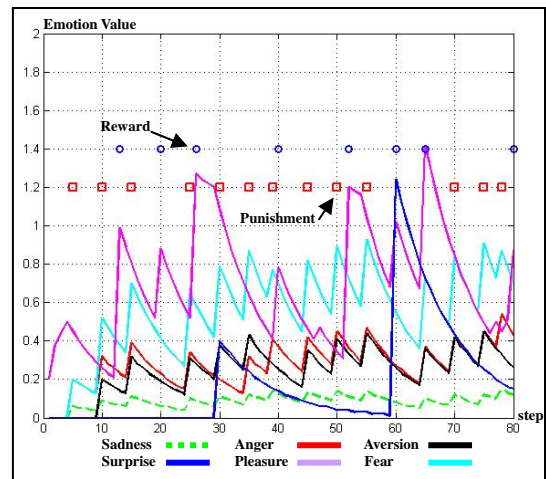 Emotion Value
2
1.8
1.6
Reward
1.4
1.2
Punishment
1
0.8
0.6
0.4
0.2
0
0 10 20 30 40 50 60 70 80
step
Sadness Anger Aversion
Surprise Pleasure Fear